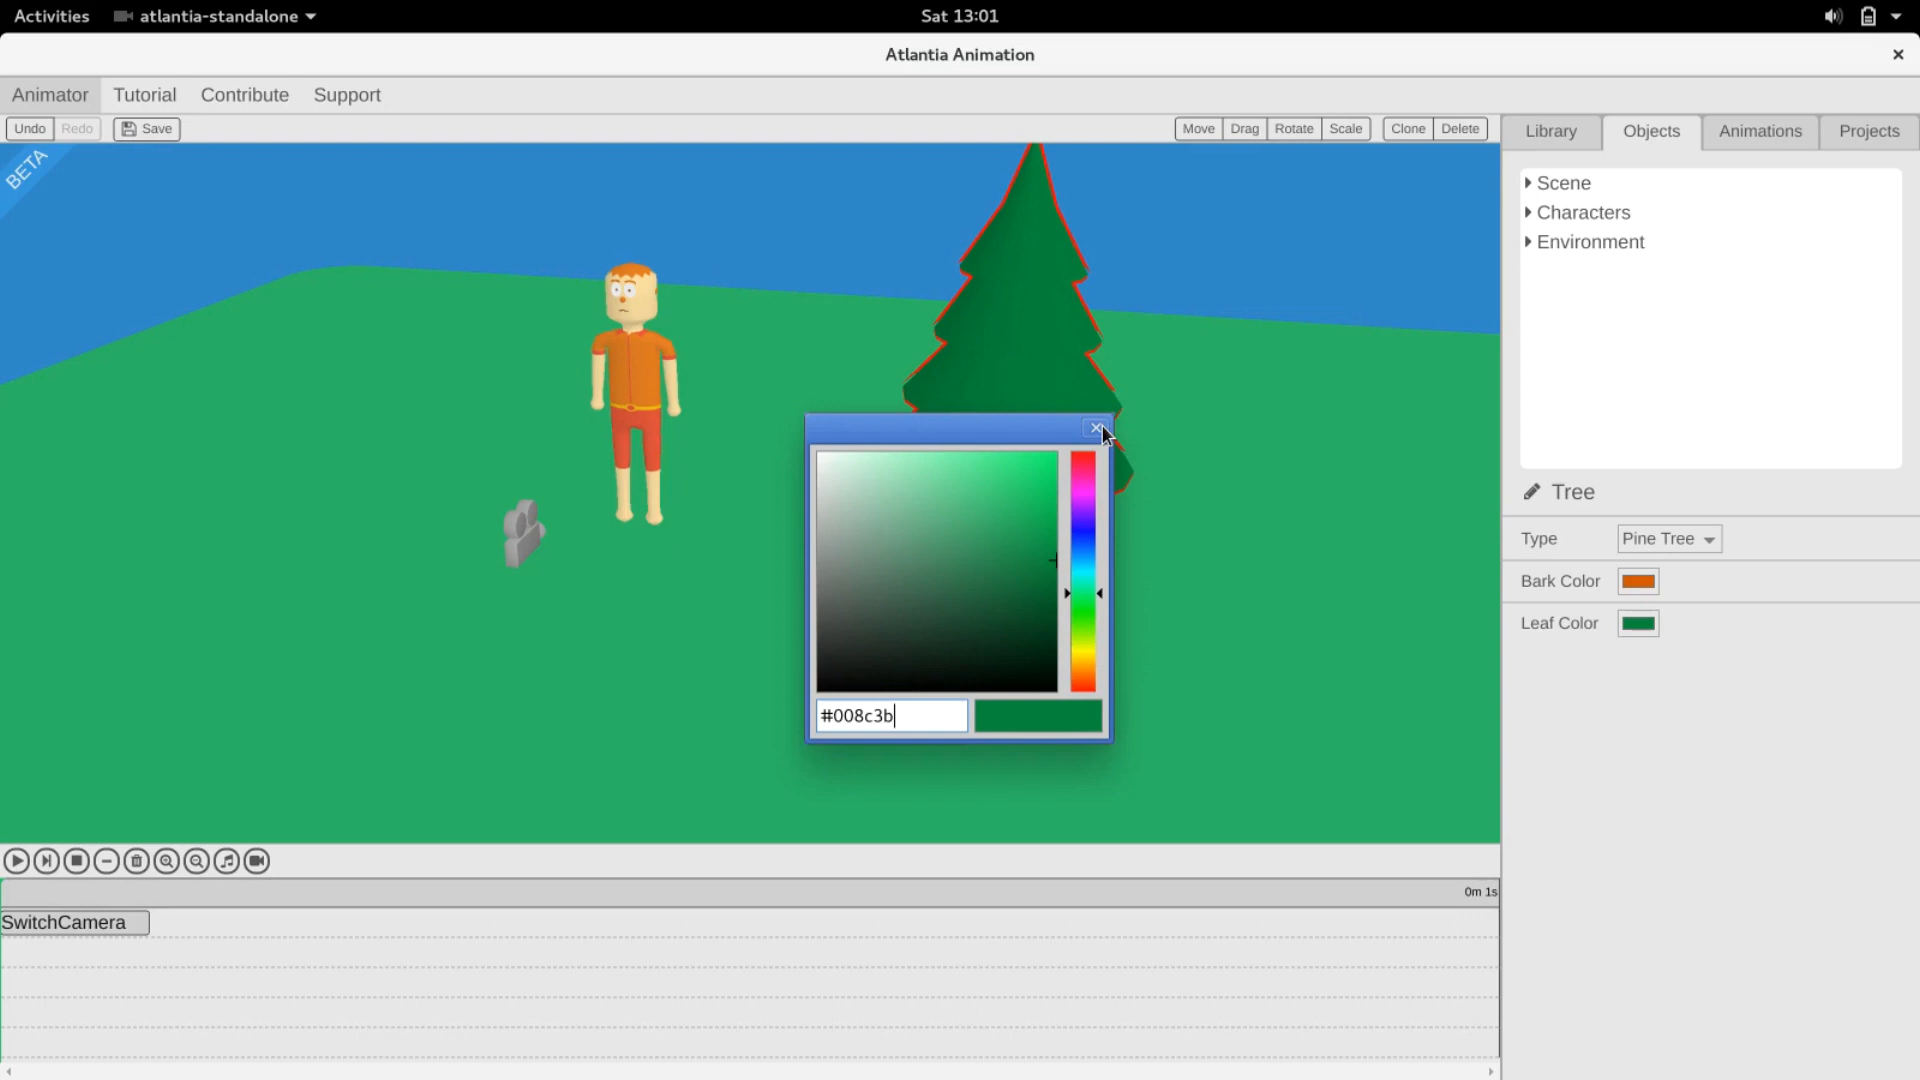 Activities atlantia-standalone Sat 13:01
Atlantia Animation
Animator Tutorial Contribute Support
Undo Redo Save Move Drag Rotate Scale Clone Delete
Library Objects Animations Projects
BETA
Scene
Characters
Environment
Tree
Type Pine Tree
Bark Color
Leaf Color
#008c3b
0m 1s
SwitchCamera